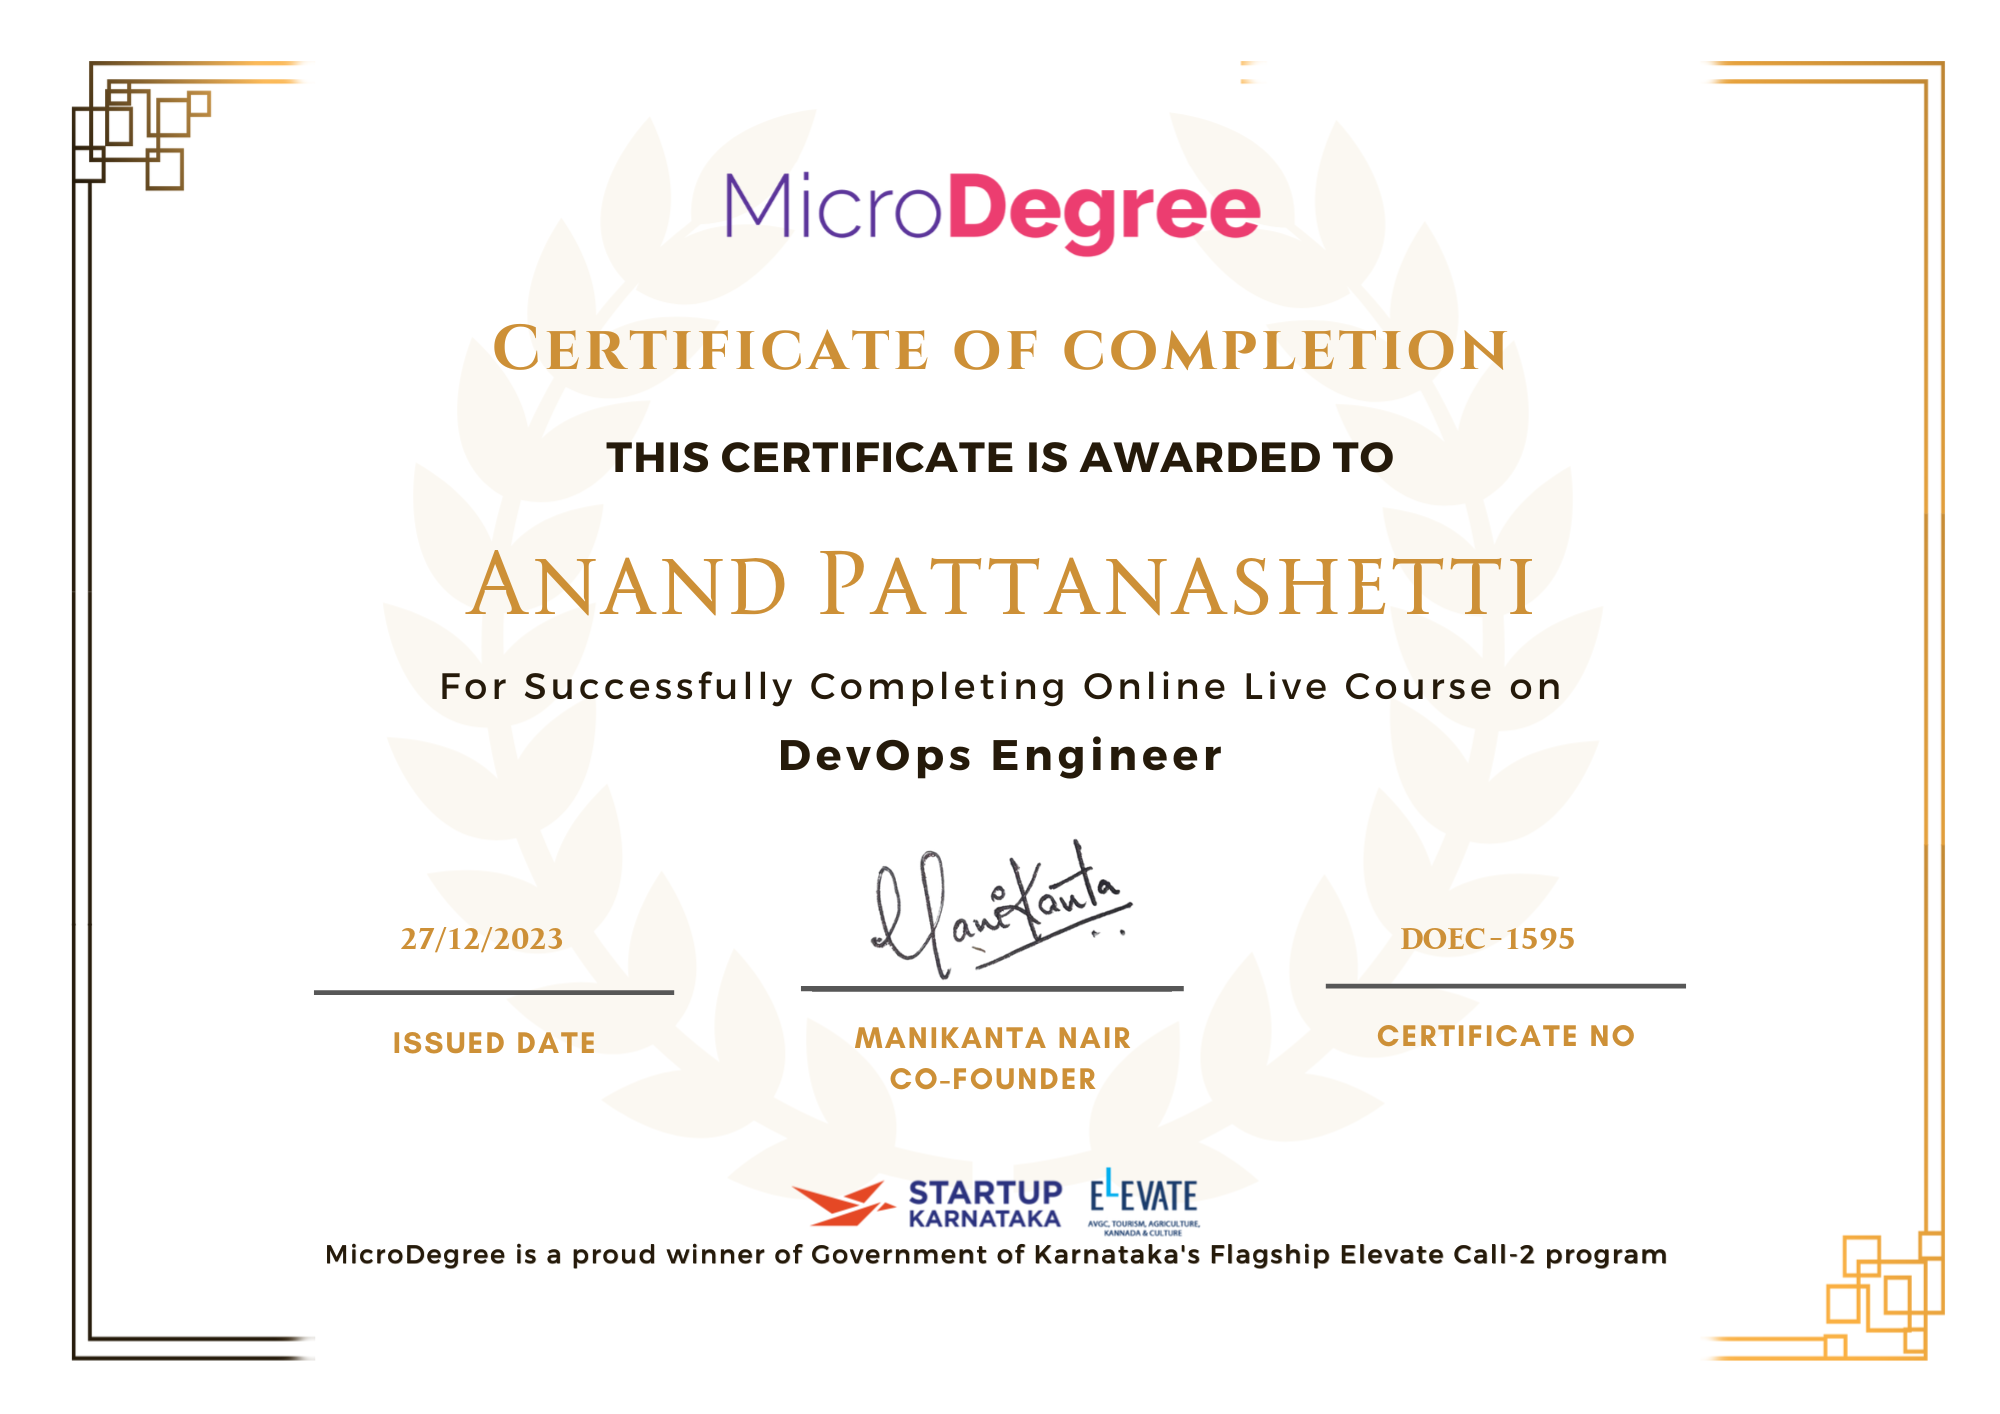 MicroDegree
CERTIFICATE OF COMPLETION
THIS CERTIFICATE IS AWARDED TO
ANAND PATTANASHETTI
For Successfully Completing Online Live Course on
DevOps Engineer
Manikanta
27/12/2023
DOEC-1595
ISSUED DATE
MANIKANTA NAIR
CO-FOUNDER
CERTIFICATE NO
STARTUP
KARNATAKA
ELEVATE
AVGC, TOURISM, AGRICULTURE,
KANNADA & CULTURE
MicroDegree is a proud winner of Government of Karnataka's Flagship Elevate Call-2 program